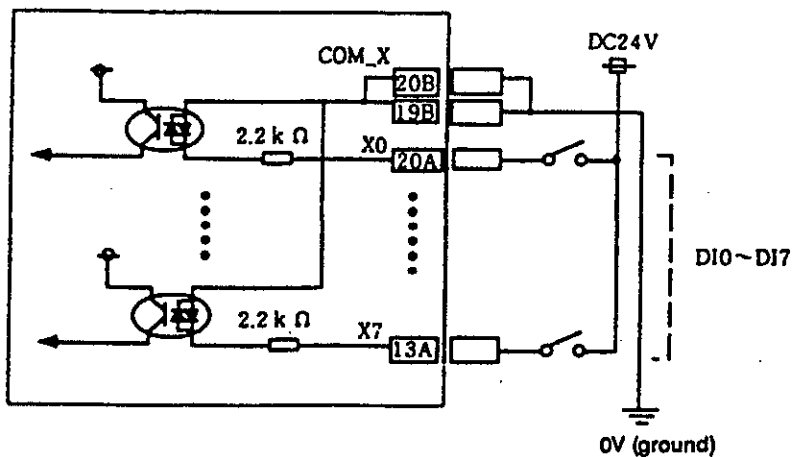 COM_X
DC24V
20B
19B
2.2 k Ω
X0
20A
DI0~DI7
2.2 k Ω
X7
13A
0V (ground)